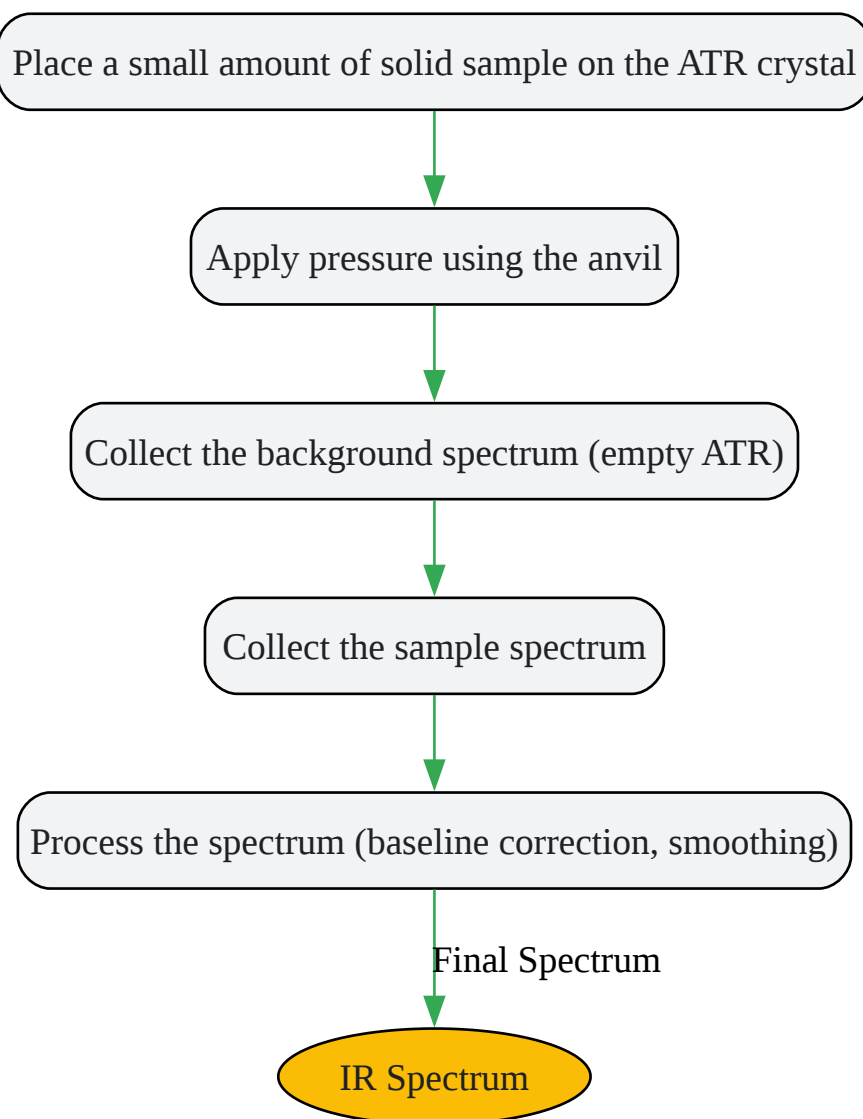 Place a small amount of solid sample on the ATR crystal
Apply pressure using the anvil
Collect the background spectrum (empty ATR)
Collect the sample spectrum
Process the spectrum (baseline correction, smoothing)
Final Spectrum
IR Spectrum